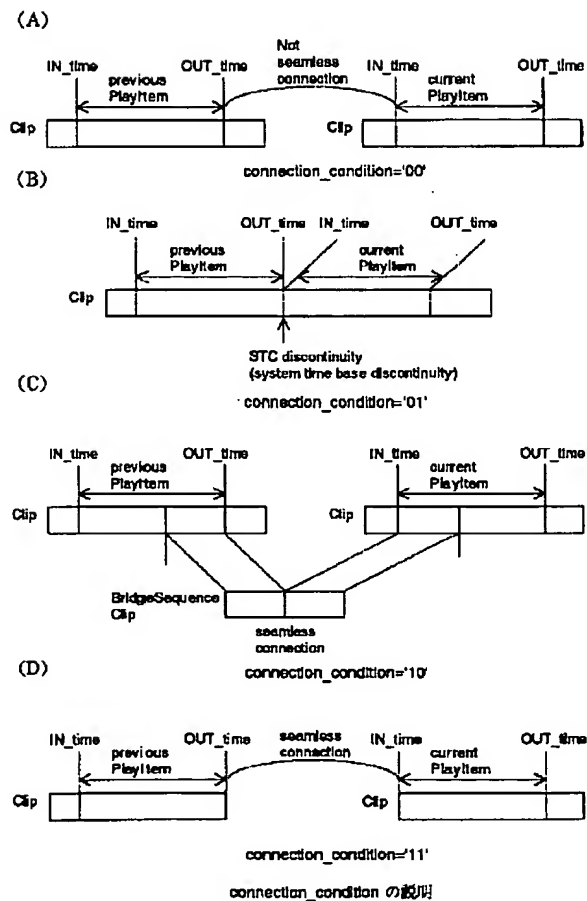 (A)
Not
seamless
connection
IN_time
previous
PlayItem
OUT_time
IN_time
current
PlayItem
OUT_time
Clip
Clip
connection_condition='00'
(B)
IN_time
OUT_time
IN_time
OUT_time
previous
PlayItem
current
PlayItem
Clip
STC discontinuity
(system time base discontinuity)
connection_condition='01'
(C)
IN_time
previous
PlayItem
OUT_time
IN_time
current
PlayItem
OUT_time
Clip
Clip
BridgeSequence
Clip
seamless
connection
connection_condition='10'
(D)
IN_time
previous
PlayItem
OUT_time
seamless
connection
IN_time
current
PlayItem
OUT_time
Clip
Clip
connection_condition='11'
connection_condition の説明